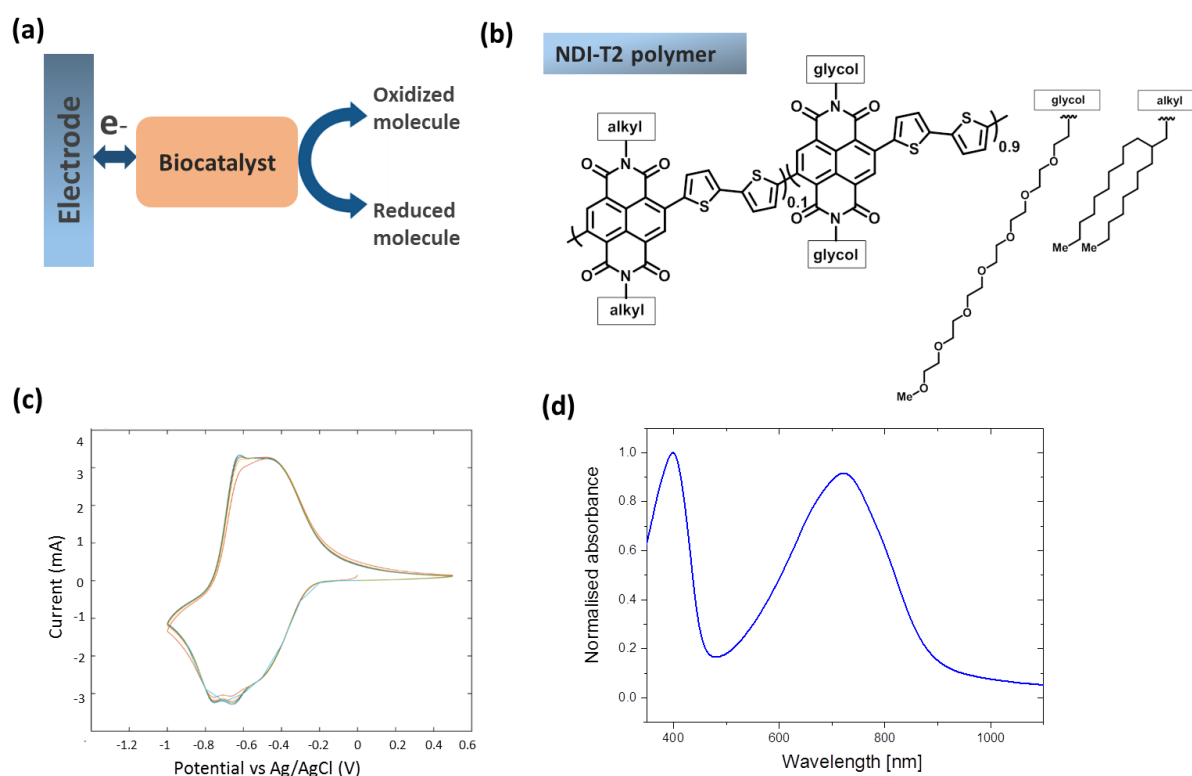 (a)
Electrode
e-
Biocatalyst
Oxidized
molecule
Reduced
molecule
(b)
NDI-T2 polymer
alkyl
N
O
O
O
O
N
alkyl
S
S
0.1
glycol
N
O
O
O
O
N
glycol
S
S
0.9
glycol
O
O
O
O
O
O
O
Me
alkyl
Me
Me
(c)
Current (mA)
4
3
2
1
0
-1
-2
-3
-1.2
-1
-0.8
-0.6
-0.4
-0.2
0
0.2
0.4
0.6
Potential vs Ag/AgCl (V)
(d)
Normalised absorbance
1.0
0.8
0.6
0.4
0.2
0.0
400
600
800
1000
Wavelength [nm]